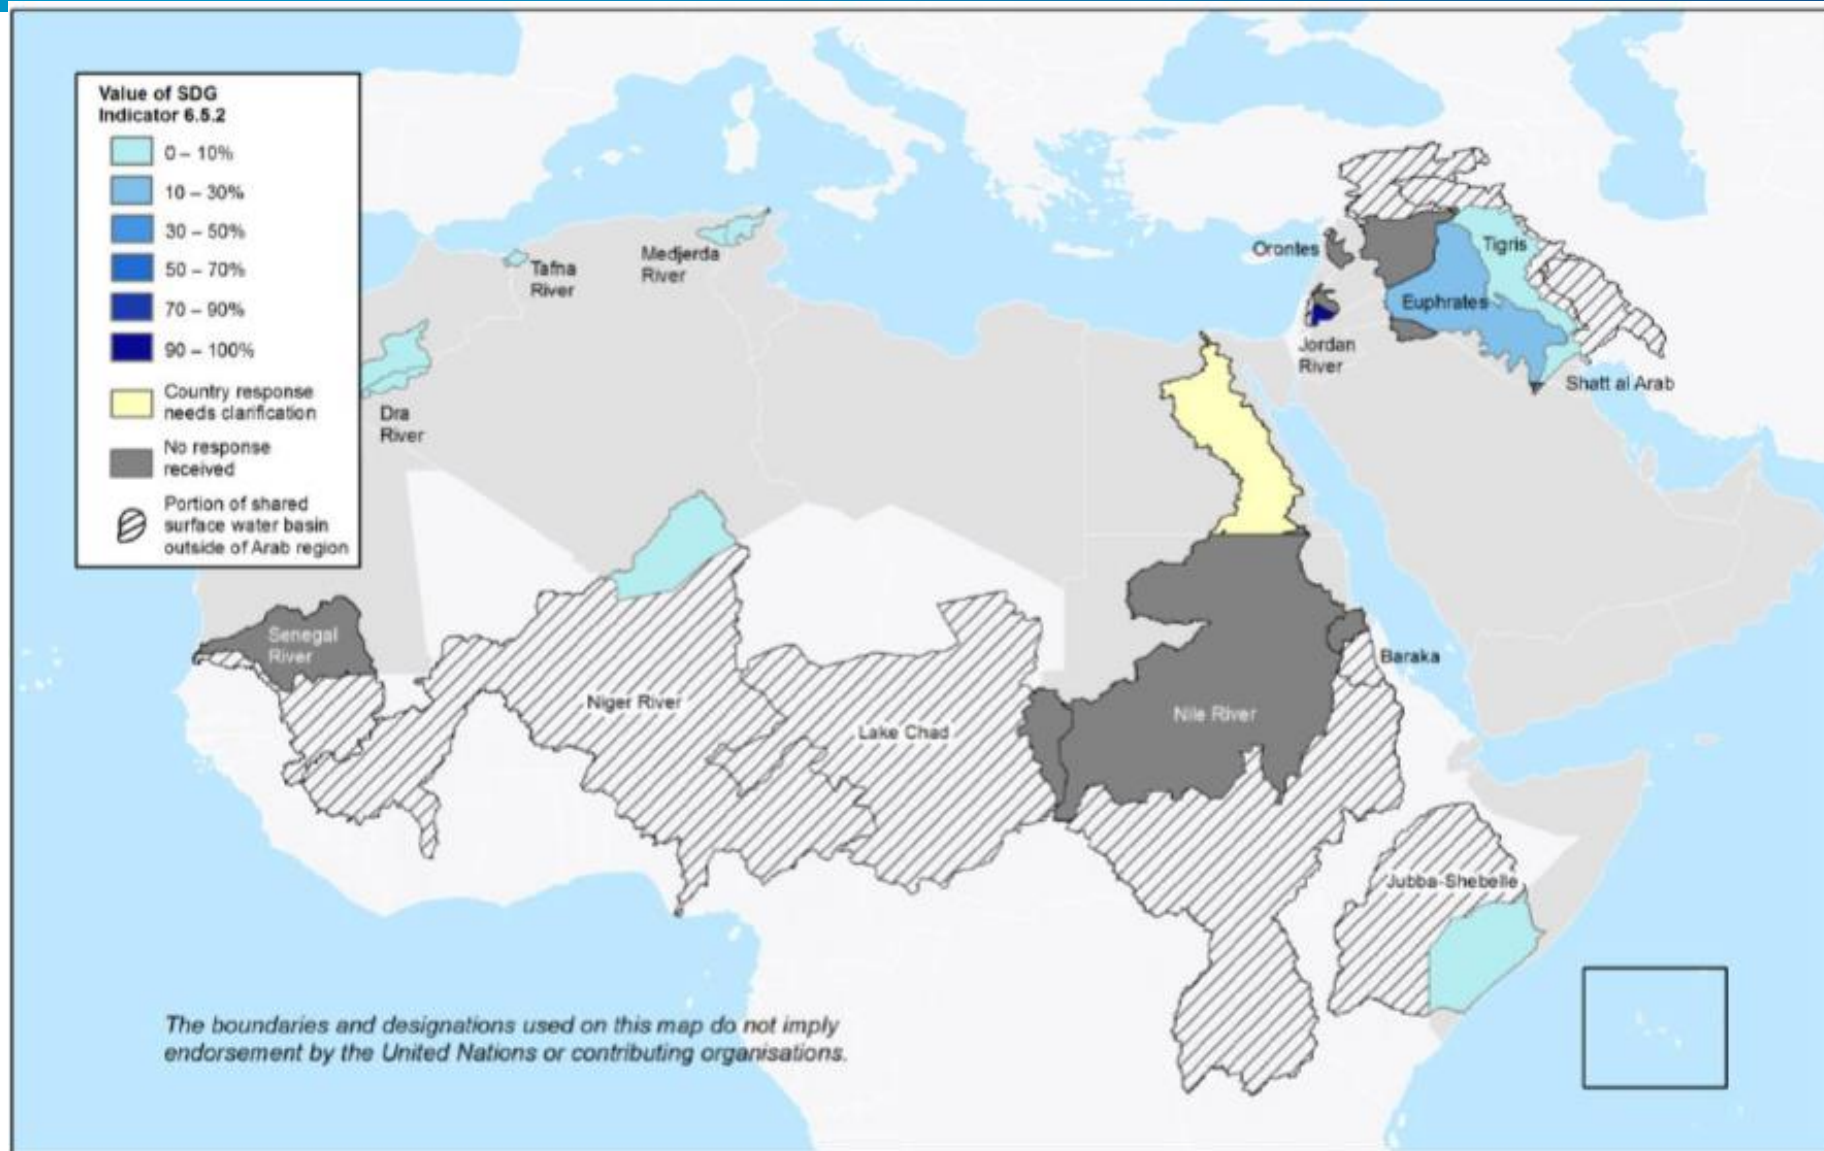 Value of SDG
Indicator 6.5.2
0 – 10%
10 – 30%
30 – 50%
50 – 70%
70 – 90%
90 – 100%
Country response
needs clarification
No response
received
Portion of shared
surface water basin
outside of Arab region
Tafna
River
Medjerda
River
Dra
River
Orontes
Tigris
Euphrates
Jordan
River
Shatt al Arab
Senegal
River
Niger River
Lake Chad
Nile River
Baraka
Jubba-Shebelle
The boundaries and designations used on this map do not imply
endorsement by the United Nations or contributing organisations.